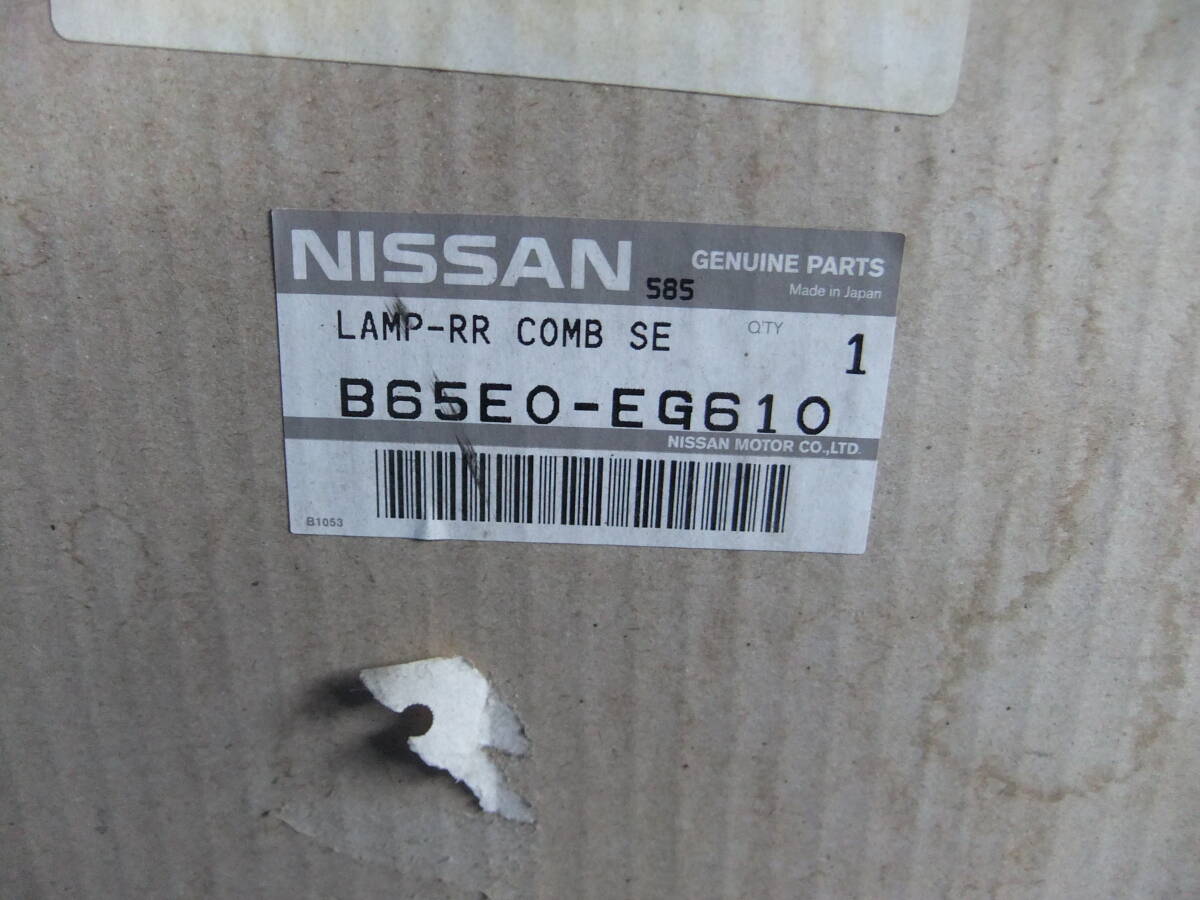 NISSAN 585 GENUINE PARTS
Made in Japan
LAMP-RR COMB SE Q'TY 1
B65E0-EG610
NISSAN MOTOR CO.,LTD.
B1053